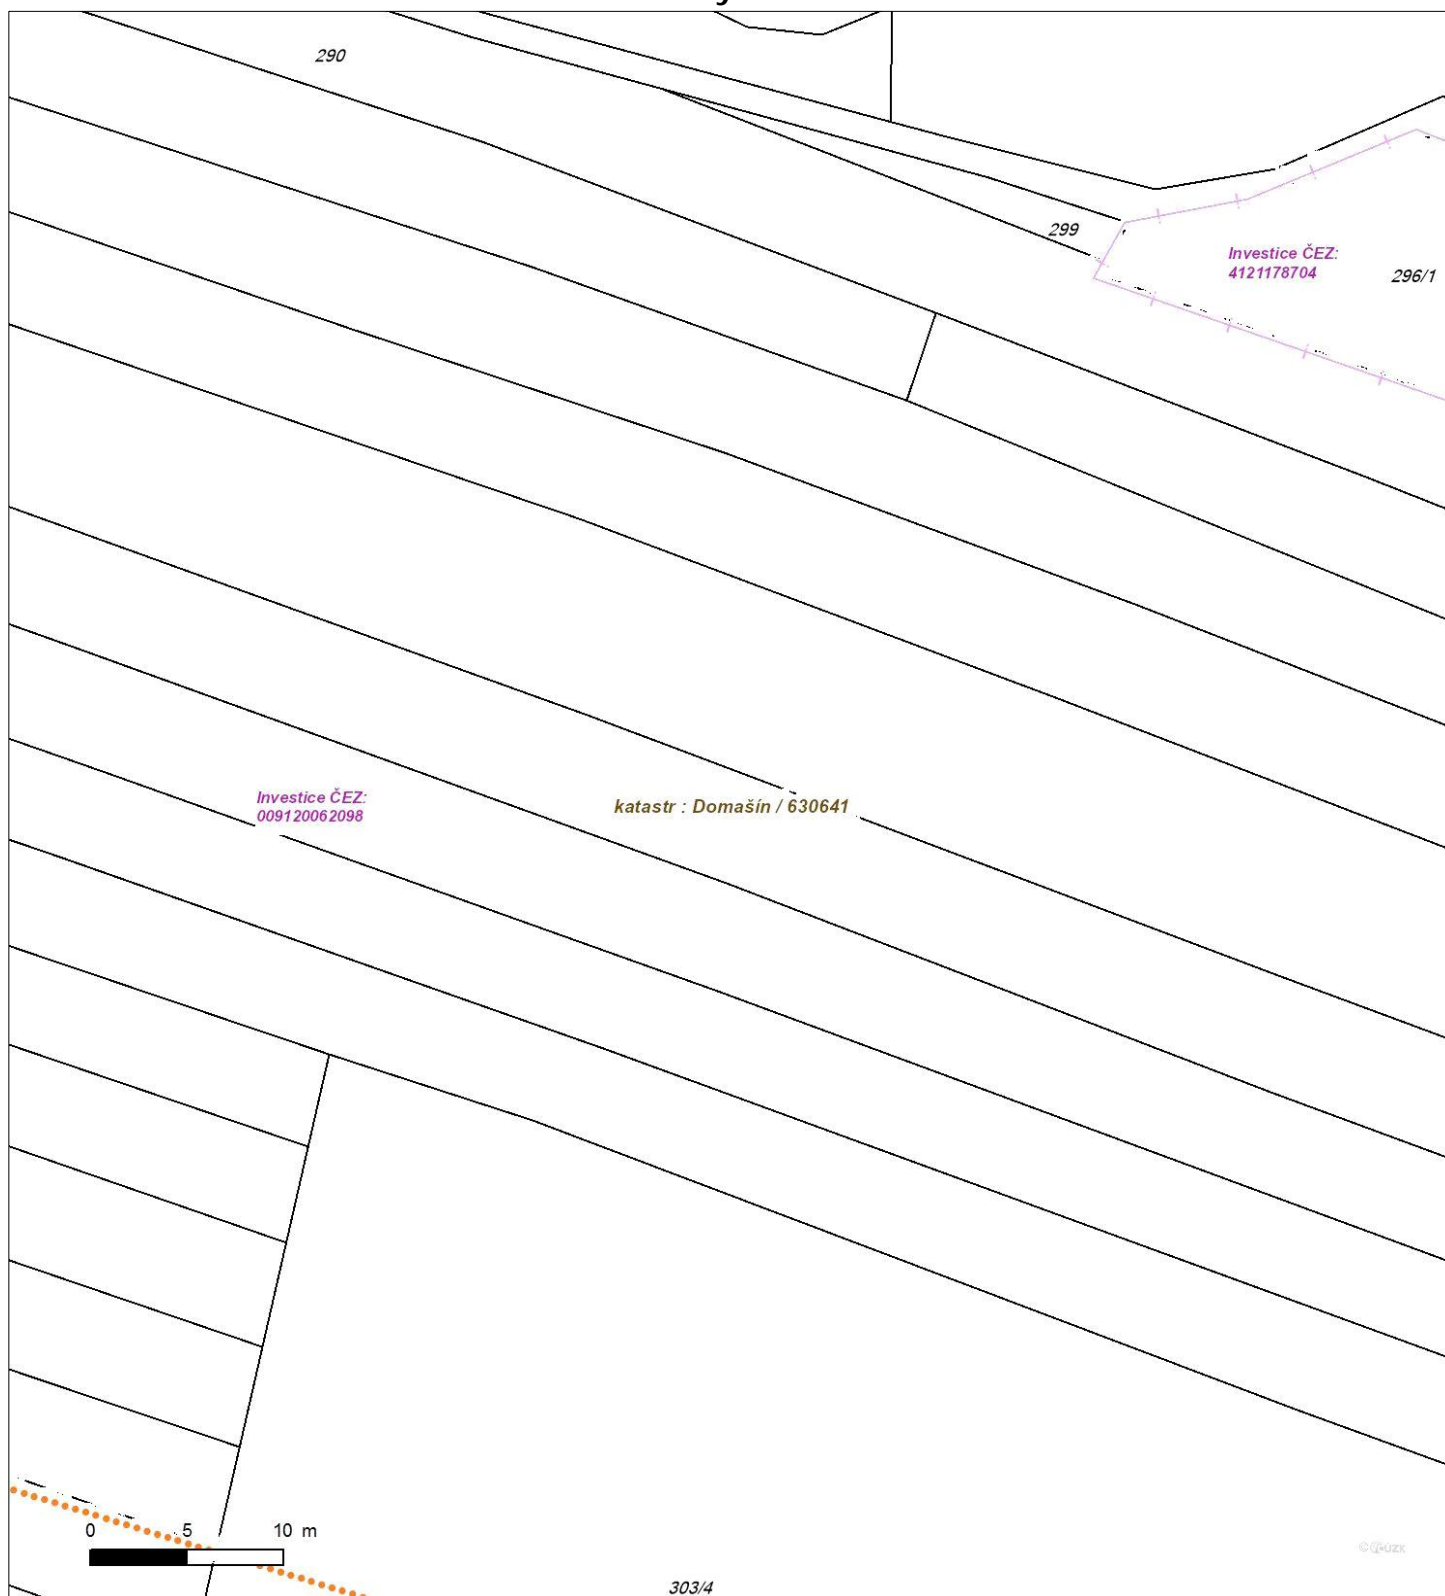 290
299
Investice ČEZ:
4121178704
296/1
Investice ČEZ:
009120062098
katastr : Domašín / 630641
0 5 10 m
303/4